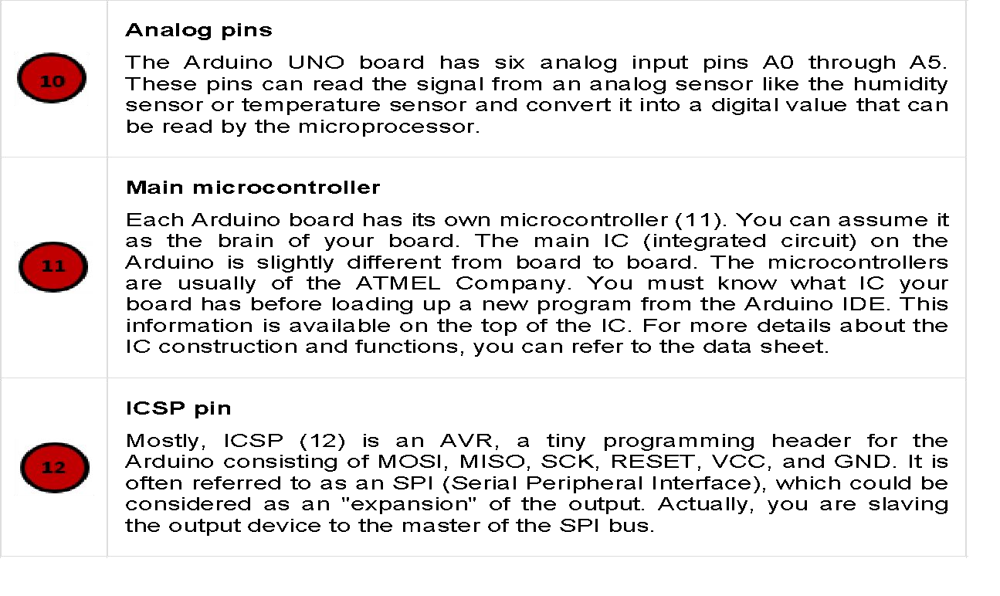 Analog pins
10
The Arduino UNO board has six analog input pins A0 through A5.
These pins can read the signal from an analog sensor like the humidity
sensor or temperature sensor and convert it into a digital value that can
be read by the microprocessor.
Main microcontroller
11
Each Arduino board has its own microcontroller (11). You can assume it
as the brain of your board. The main IC (integrated circuit) on the
Arduino is slightly different from board to board. The microcontrollers
are usually of the ATMEL Company. You must know what IC your
board has before loading up a new program from the Arduino IDE. This
information is available on the top of the IC. For more details about the
IC construction and functions, you can refer to the data sheet.
ICSP pin
12
Mostly, ICSP (12) is an AVR, a tiny programming header for the
Arduino consisting of MOSI, MISO, SCK, RESET, VCC, and GND. It is
often referred to as an SPI (Serial Peripheral Interface), which could be
considered as an "expansion" of the output. Actually, you are slaving
the output device to the master of the SPI bus.